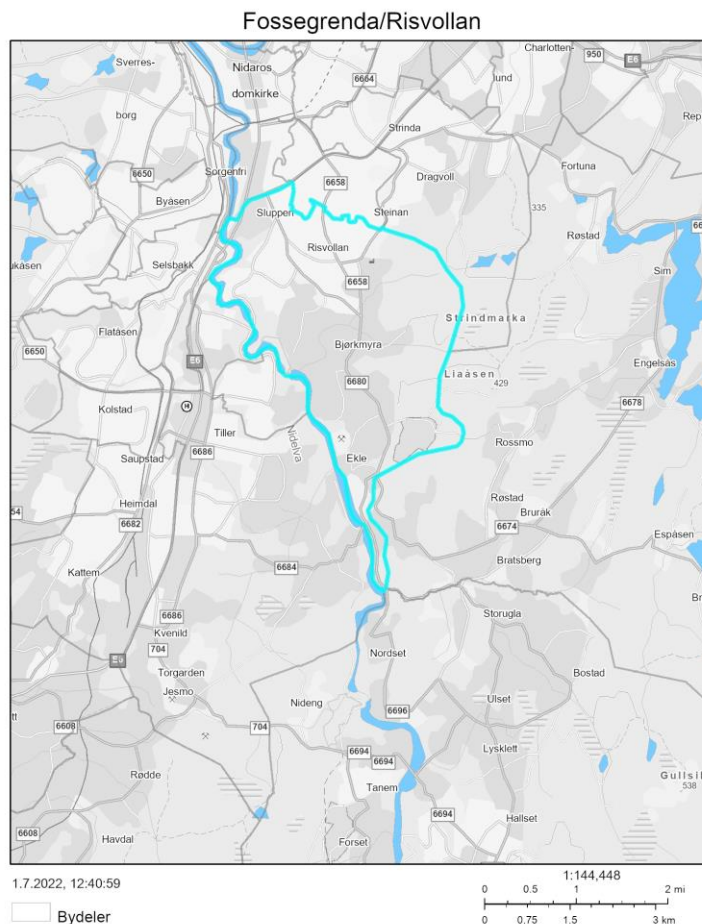 Fossegrenda/Risvollan
Sverres-
borg
Nidaros
domkirke
6664
Charlotten-
lund
950
E6
Rep
Strinda
6650
Sorgenfri
6658
Dragvoll
Fortuna
Byåsen
Sluppen
Steinan
335
Røstad
66
Selsbakk
Risvollan
ukåsen
6658
Sim
Strindmarka
Flatåsen
Bjørkmyra
6650
E6
Liaåsen
429
Engelsås
6680
Kolstad
6678
Tiller
Nidelva
Rossmo
6686
Saupstad
Ekle
Heimdal
Røstad
54
Bruråk
6682
6674
Espåsen
Kattem
6684
Bratsberg
Br
6686
Storugla
Kvenild
704
Nordset
E6
Torgarden
Bostad
Jesmo
Nideng
Ulset
6696
6608
704
Lysklett
6694
6694
Rødde
Tanem
Gullsil
538
6694
Hallset
6608
Havdal
Forset
1.7.2022, 12:40:59
1:144,448
0 0.5 1 2 mi
0 0.75 1.5 3 km
Bydeler